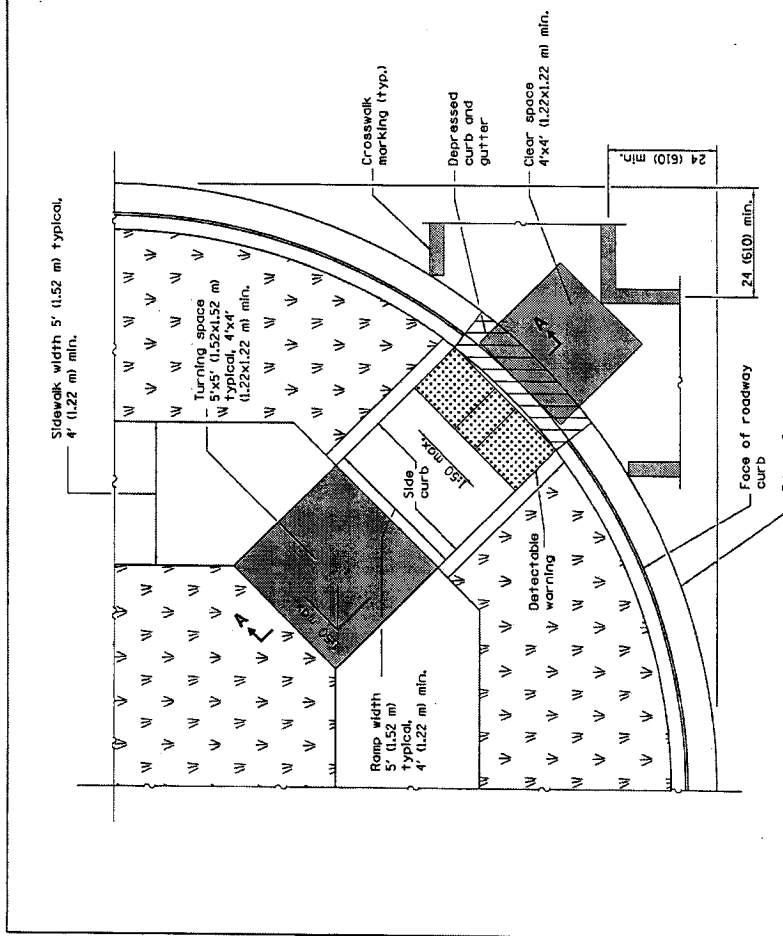 Sidewalk width 5' (1.52 m) typical,
4' (1.22 m) min.
Turning space
5'x5' (1.52x1.52 m)
typical, 4'x4'
(1.22x1.22 m) min.
Crosswalk
marking (typ.)
Depressed
curb and
gutter
Clear space
4'x4' (1.22x1.22 m) min.
A
A
1:50
max.
1:50 max.
Side
curb
Ramp width
5' (1.52 m)
typical,
4' (1.22 m) min.
Detectable
warning
24 (610) min.
24 (610) min.
Face of roadway
curb